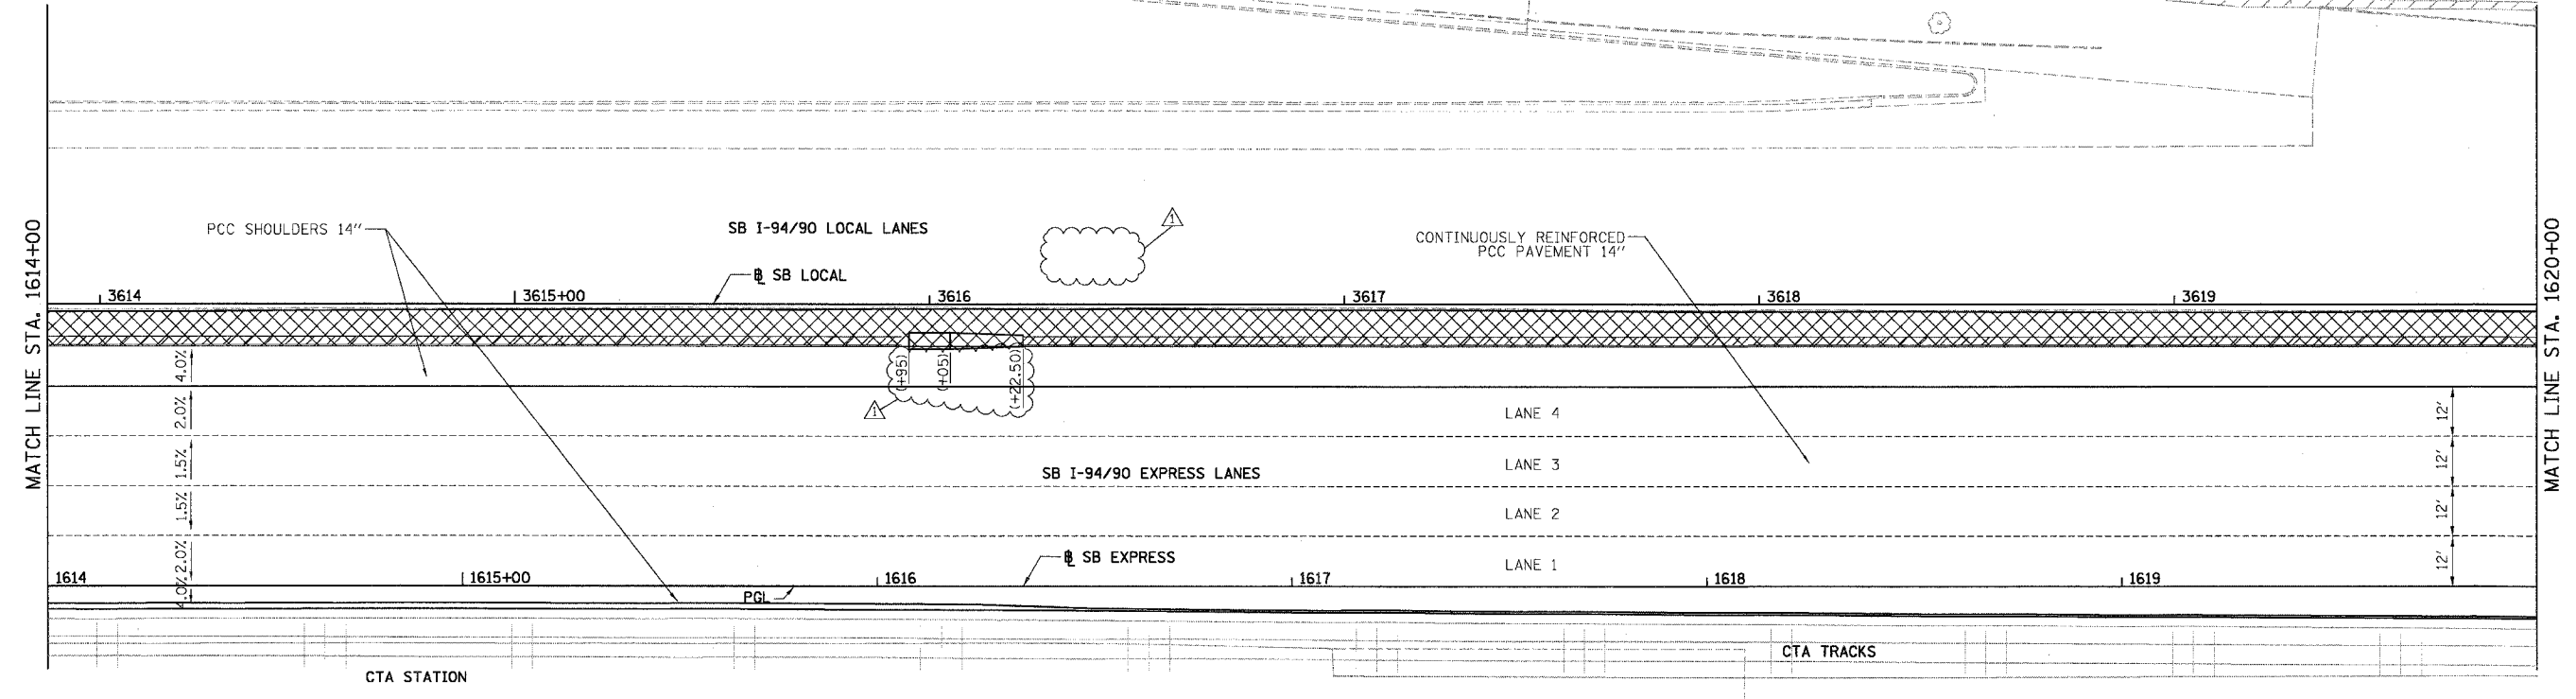 MATCH LINE STA. 1614+00
PCC SHOULDERS 14"
SB I-94/90 LOCAL LANES
1
CONTINUOUSLY REINFORCED
PCC PAVEMENT 14"
MATCH LINE STA. 1620+00
℄ SB LOCAL
3614
3615+00
3616
3617
3618
3619
4.0%
(+95)
(+05)
(+22.50)
1
2.0%
LANE 4
12'
1.5%
SB I-94/90 EXPRESS LANES
LANE 3
12'
1.5%
LANE 2
12'
2.0%
℄ SB EXPRESS
LANE 1
12'
1614
1615+00
1616
1617
1618
1619
4.0%
PGL
CTA TRACKS
CTA STATION